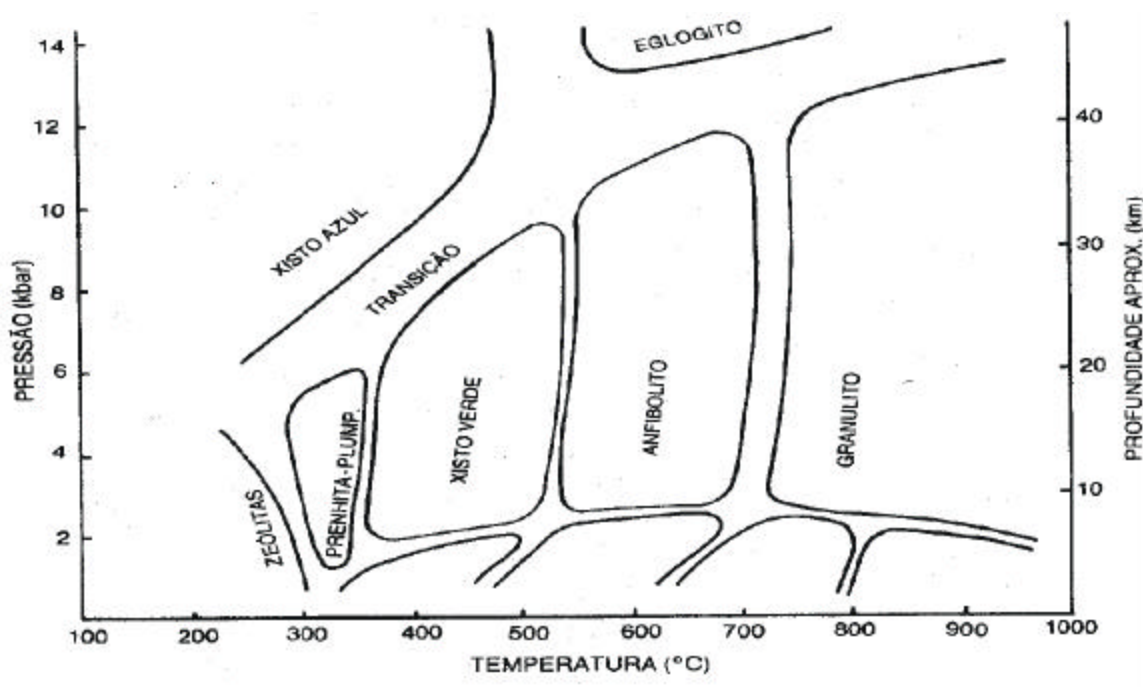 EGLOGITO
XISTO AZUL
TRANSIÇÃO
PRENHITA-PLUMP.
XISTO VERDE
ANFIBOLITO
GRANULITO
ZEÓLITAS
PRESSÃO (kbar)
14
12
10
8
6
4
2
PROFUNDIDADE APROX. (km)
40
30
20
10
100 200 300 400 500 600 700 800 900 1000
TEMPERATURA (°C)